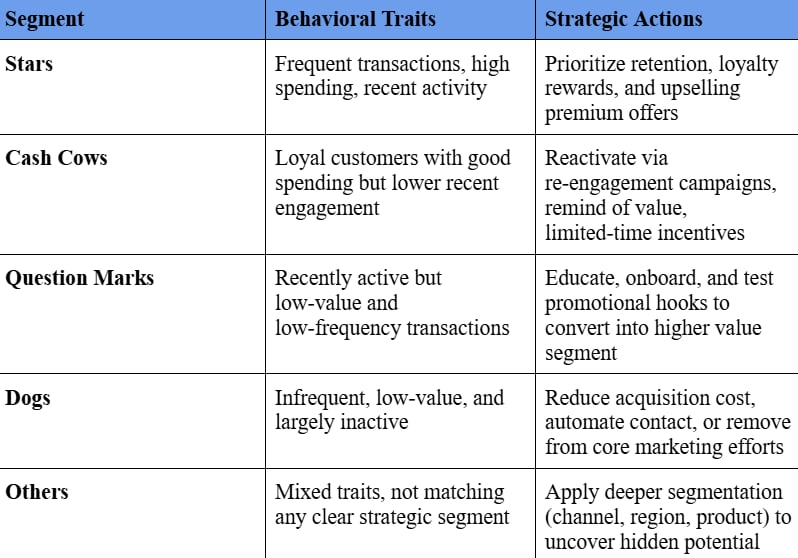 Segment
Behavioral Traits
Strategic Actions
Stars
Frequent transactions, high
spending, recent activity
Prioritize retention, loyalty
rewards, and upselling
premium offers
Cash Cows
Loyal customers with good
spending but lower recent
engagement
Reactivate via
re-engagement campaigns,
remind of value,
limited-time incentives
Question Marks
Recently active but
low-value and
low-frequency transactions
Educate, onboard, and test
promotional hooks to
convert into higher value
segment
Dogs
Infrequent, low-value, and
largely inactive
Reduce acquisition cost,
automate contact, or remove
from core marketing efforts
Others
Mixed traits, not matching
any clear strategic segment
Apply deeper segmentation
(channel, region, product) to
uncover hidden potential